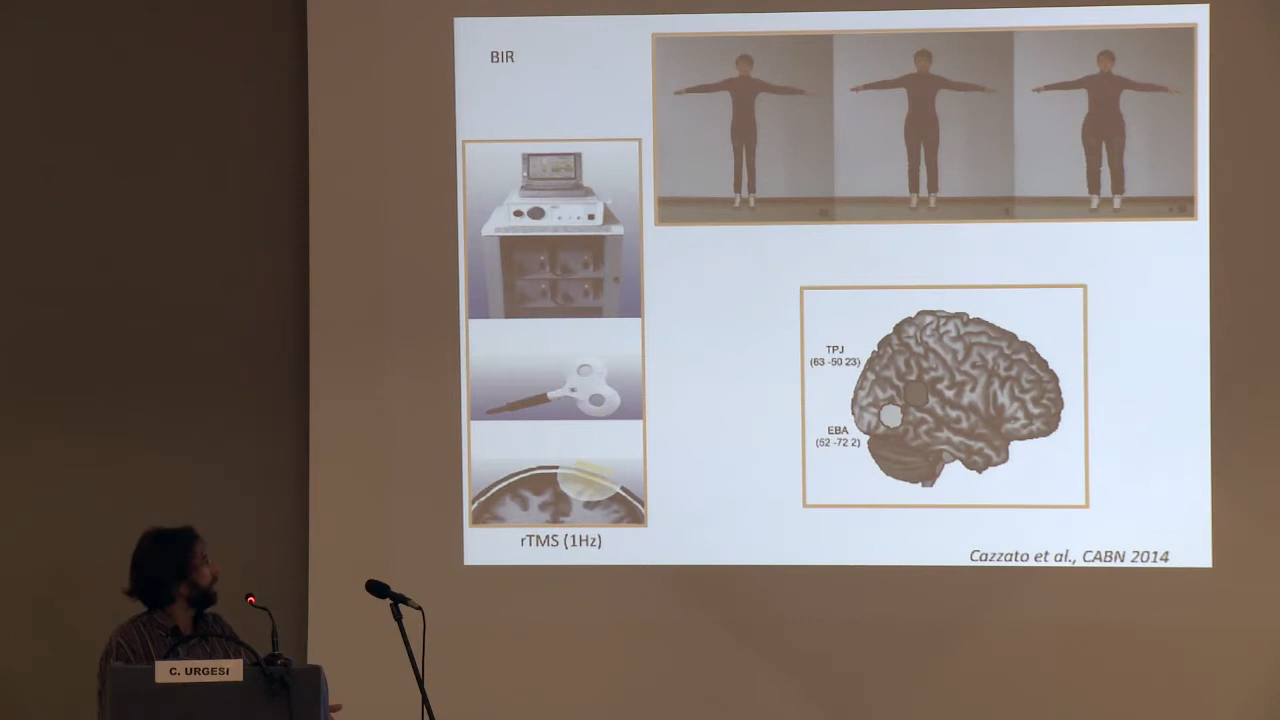 BIR
TPJ
(63 -50 23)
EBA
(52 -72 2)
rTMS (1Hz)
Cazzato et al., CABN 2014
C. URGESI